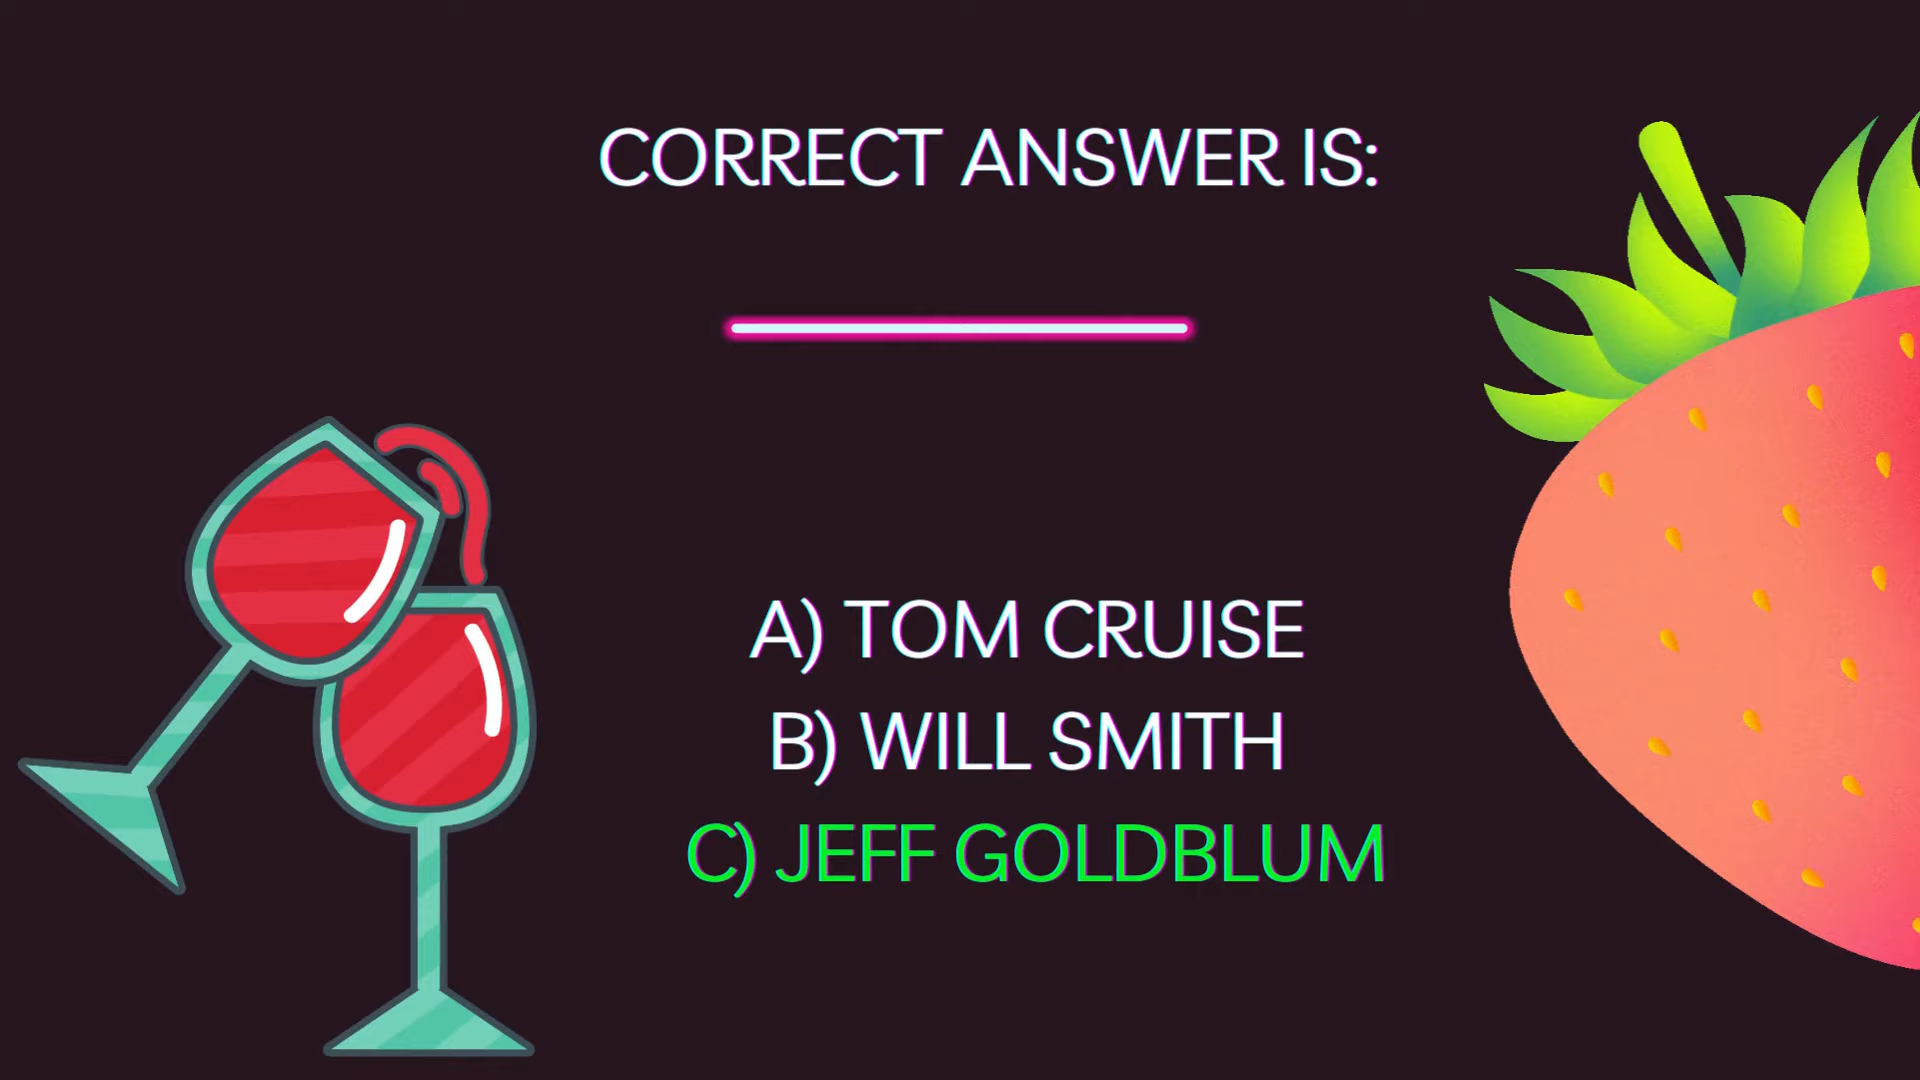 CORRECT ANSWER IS:
A) TOM CRUISE
B) WILL SMITH
C) JEFF GOLDBLUM